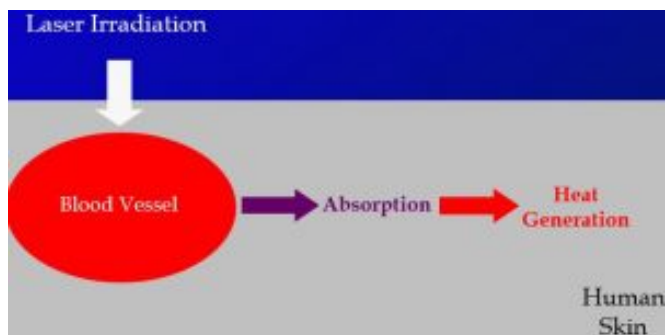 Laser Irradiation
Blood Vessel
Absorption
Heat
Generation
Human
Skin